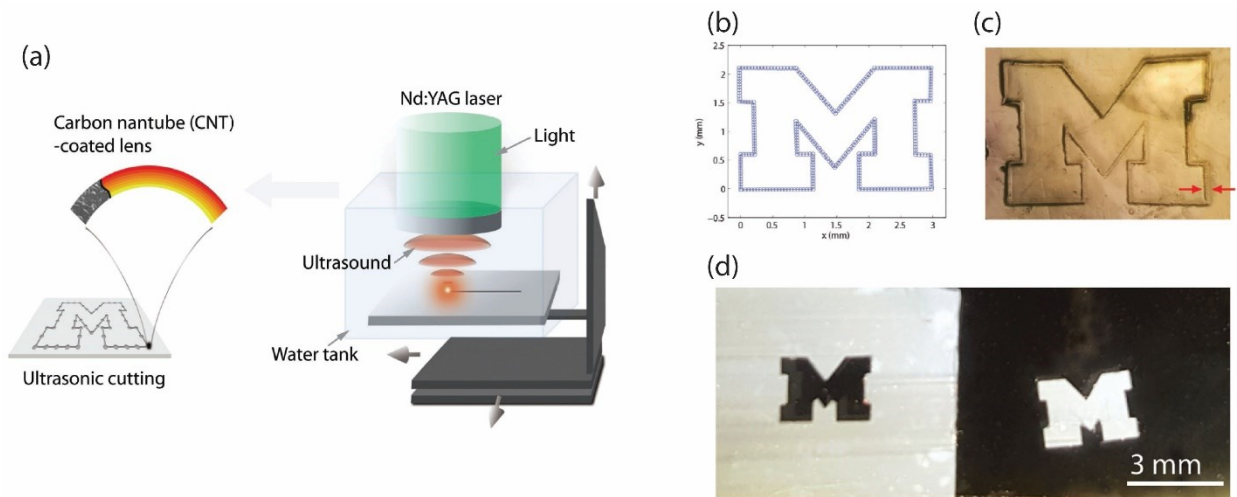 (a)
Carbon nantube (CNT)
-coated lens
Ultrasonic cutting
Nd:YAG laser
Light
Ultrasound
Water tank
(b)
2.5
2
1.5
1
0.5
0
-0.5
y (mm)
0
0.5
1
1.5
2
2.5
3
x (mm)
(c)
(d)
3 mm